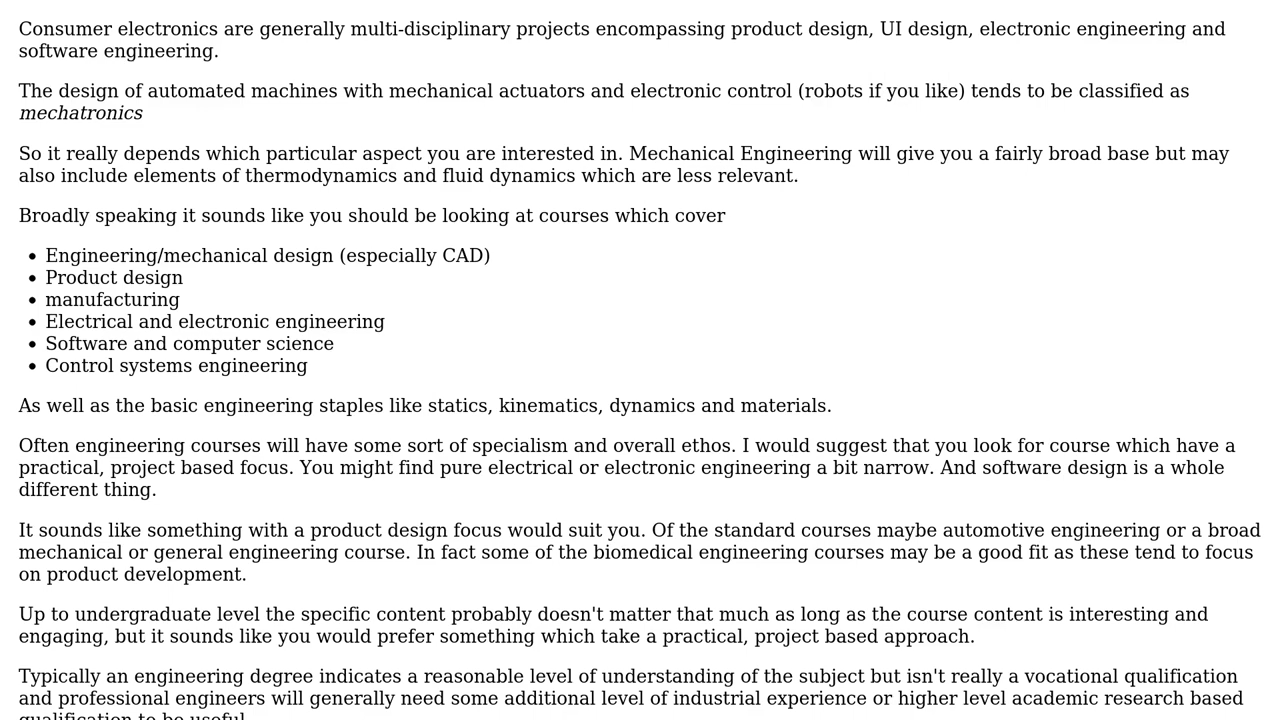 Consumer electronics are generally multi-disciplinary projects encompassing product design, UI design, electronic engineering and
software engineering.
The design of automated machines with mechanical actuators and electronic control (robots if you like) tends to be classified as
mechatronics
So it really depends which particular aspect you are interested in. Mechanical Engineering will give you a fairly broad base but may
also include elements of thermodynamics and fluid dynamics which are less relevant.
Broadly speaking it sounds like you should be looking at courses which cover
• Engineering/mechanical design (especially CAD)
• Product design
• manufacturing
• Electrical and electronic engineering
• Software and computer science
• Control systems engineering
As well as the basic engineering staples like statics, kinematics, dynamics and materials.
Often engineering courses will have some sort of specialism and overall ethos. I would suggest that you look for course which have a
practical, project based focus. You might find pure electrical or electronic engineering a bit narrow. And software design is a whole
different thing.
It sounds like something with a product design focus would suit you. Of the standard courses maybe automotive engineering or a broad
mechanical or general engineering course. In fact some of the biomedical engineering courses may be a good fit as these tend to focus
on product development.
Up to undergraduate level the specific content probably doesn't matter that much as long as the course content is interesting and
engaging, but it sounds like you would prefer something which take a practical, project based approach.
Typically an engineering degree indicates a reasonable level of understanding of the subject but isn't really a vocational qualification
and professional engineers will generally need some additional level of industrial experience or higher level academic research based
qualification to be useful